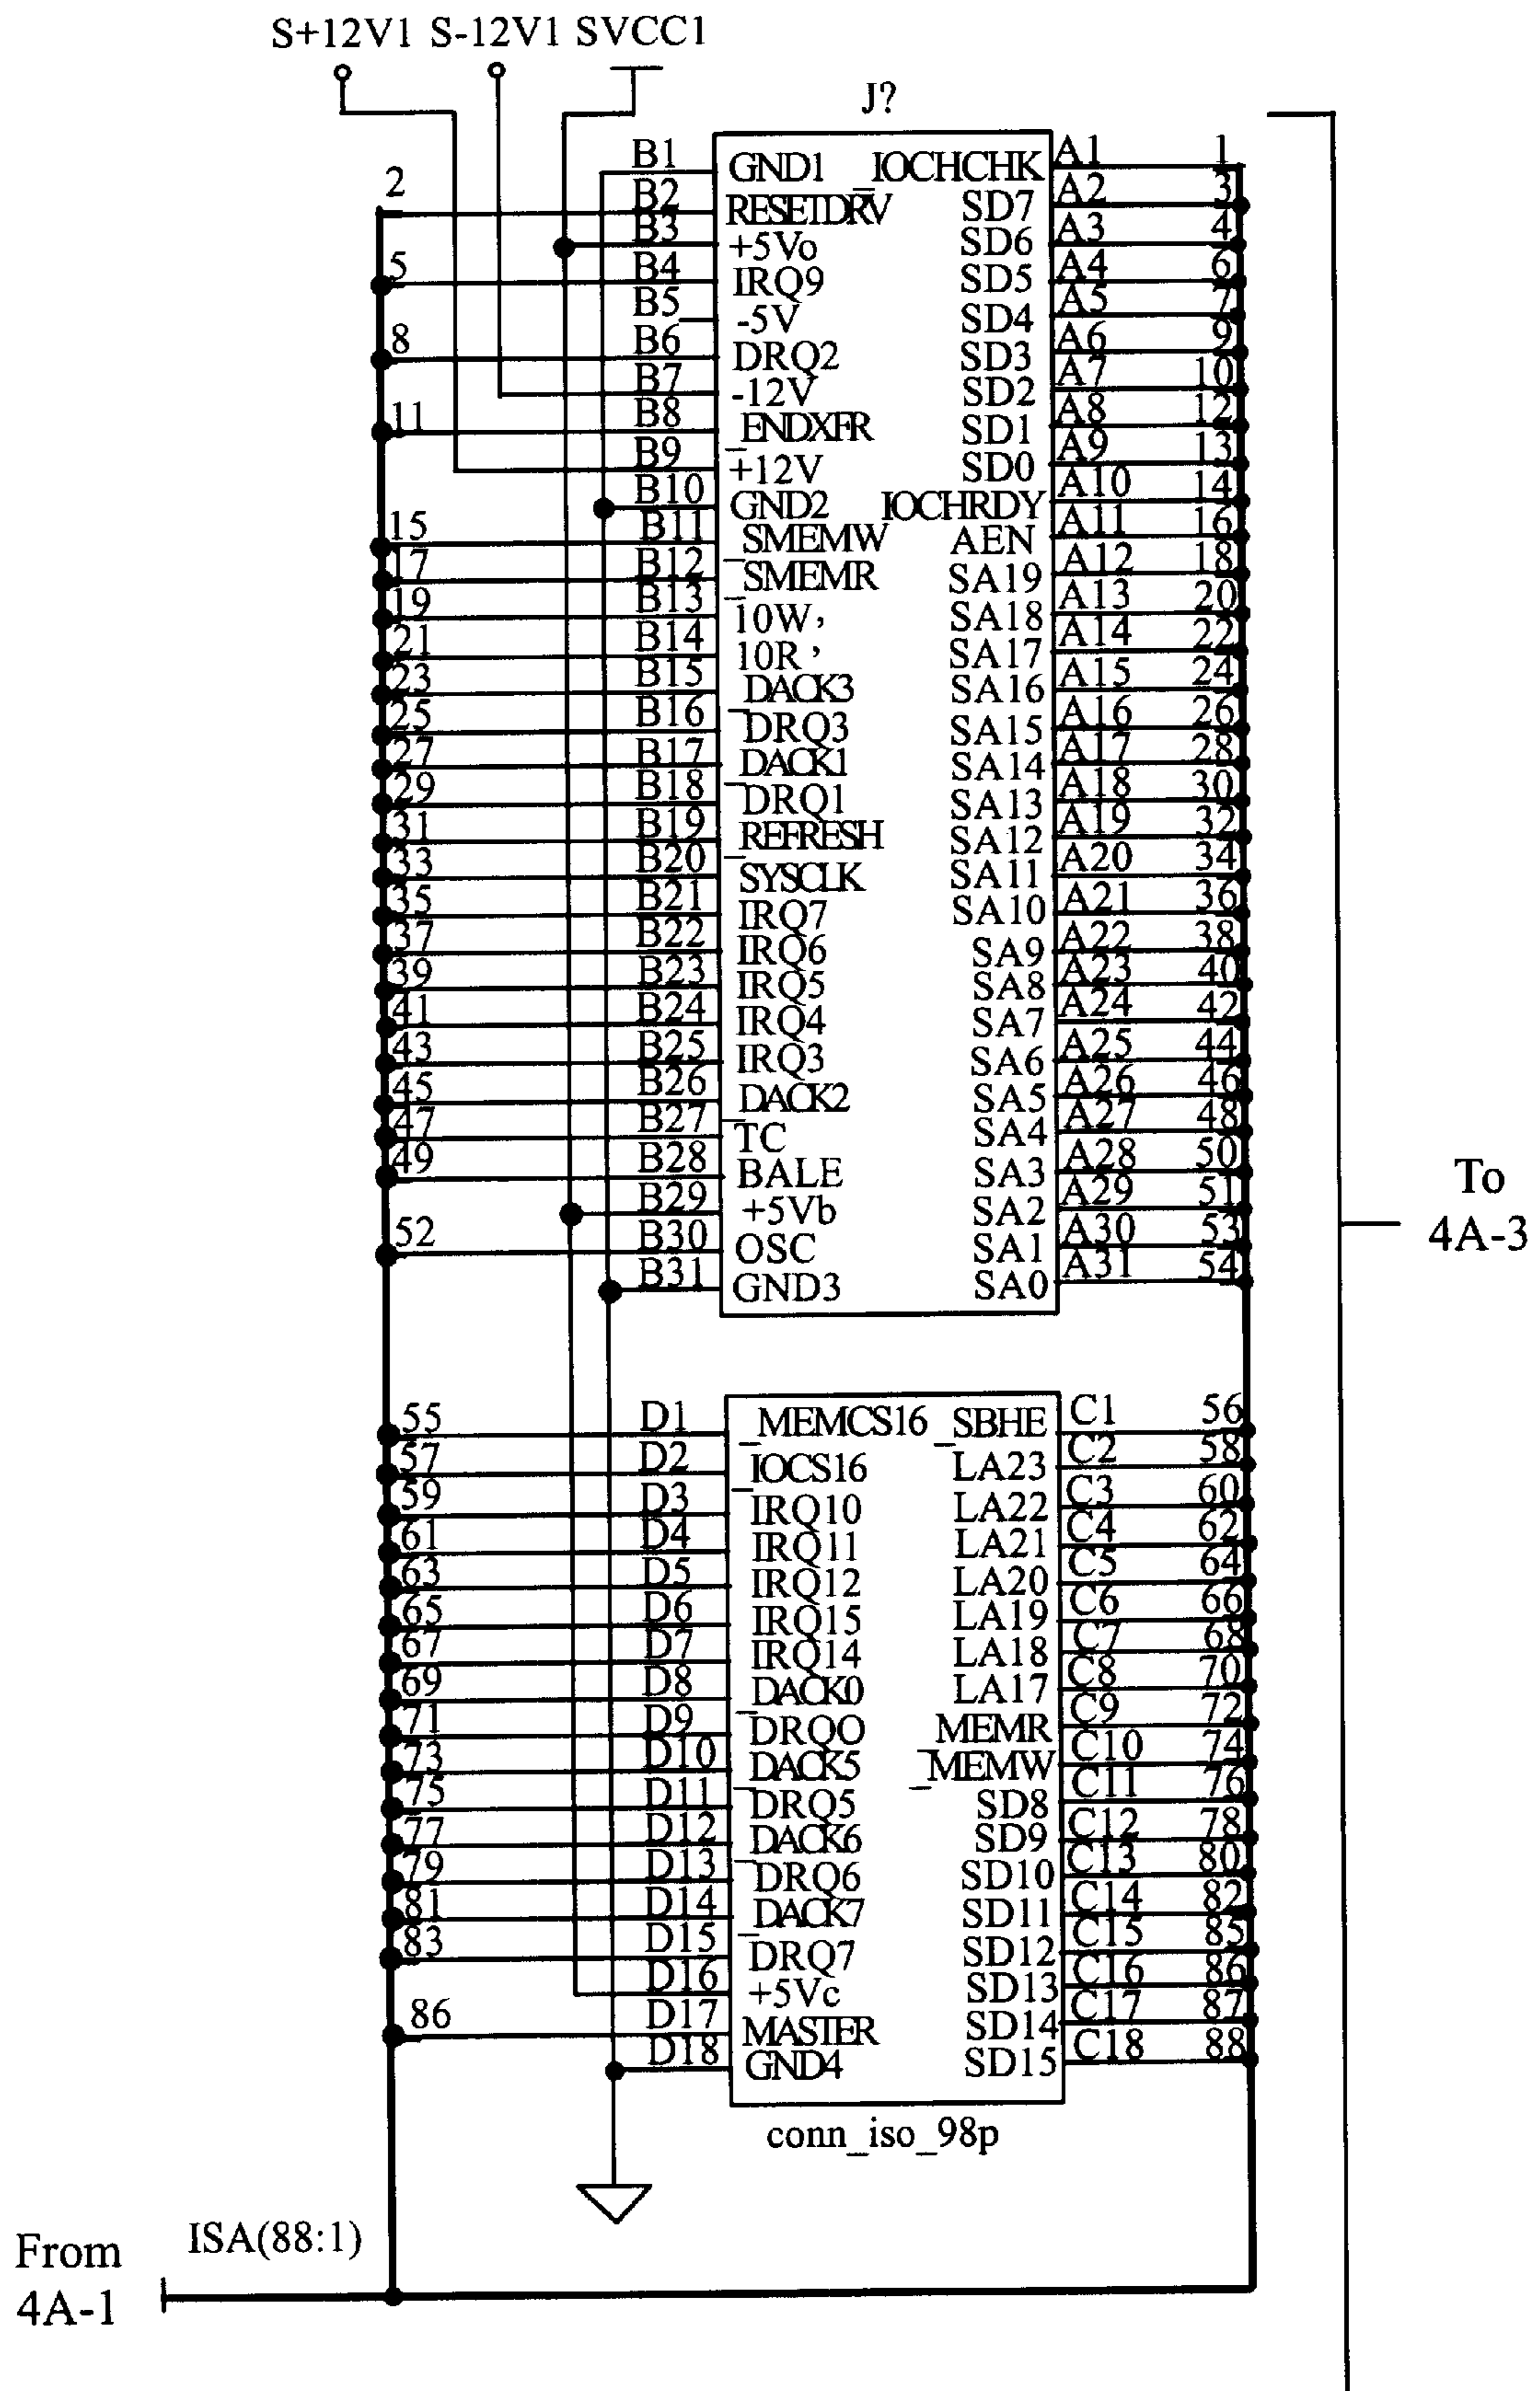 S+12V1 S-12V1 SVCC1
J?
B1 GND1 IOCHCHK A1 1
2 B2 RESETDRV SD7 A2 3
B3 +5Vo SD6 A3 4
5 B4 IRQ9 SD5 A4 6
B5 -5V SD4 A5 7
8 B6 DRQ2 SD3 A6 9
B7 -12V SD2 A7 10
11 B8 ENDXFR SD1 A8 12
B9 +12V SD0 A9 13
B10 GND2 IOCHRDY A10 14
15 B11 SMEMW AEN A11 16
17 B12 SMEMR SA19 A12 18
19 B13 10W, SA18 A13 20
21 B14 10R, SA17 A14 22
23 B15 DACK3 SA16 A15 24
25 B16 DRQ3 SA15 A16 26
27 B17 DACK1 SA14 A17 28
29 B18 DRQ1 SA13 A18 30
31 B19 REFRESH SA12 A19 32
33 B20 SYSCLK SA11 A20 34
35 B21 IRQ7 SA10 A21 36
37 B22 IRQ6 SA9 A22 38
39 B23 IRQ5 SA8 A23 40
41 B24 IRQ4 SA7 A24 42
43 B25 IRQ3 SA6 A25 44
45 B26 DACK2 SA5 A26 46
47 B27 TC SA4 A27 48
49 B28 BALE SA3 A28 50
B29 +5Vb SA2 A29 51
52 B30 OSC SA1 A30 53
B31 GND3 SA0 A31 54
To
4A-3
55 D1 _MEMCS16 _SBHE C1 56
57 D2 IOCS16 LA23 C2 58
59 D3 IRQ10 LA22 C3 60
61 D4 IRQ11 LA21 C4 62
63 D5 IRQ12 LA20 C5 64
65 D6 IRQ15 LA19 C6 66
67 D7 IRQ14 LA18 C7 68
69 D8 DACK0 LA17 C8 70
71 D9 DRQO MEMR C9 72
73 D10 DACK5 _MEMW C10 74
75 D11 DRQ5 SD8 C11 76
77 D12 DACK6 SD9 C12 78
79 D13 DRQ6 SD10 C13 80
81 D14 DACK7 SD11 C14 82
83 D15 DRQ7 SD12 C15 85
D16 +5Vc SD13 C16 86
86 D17 MASTER SD14 C17 87
D18 GND4 SD15 C18 88
conn_iso_98p
ISA(88:1)
From
4A-1